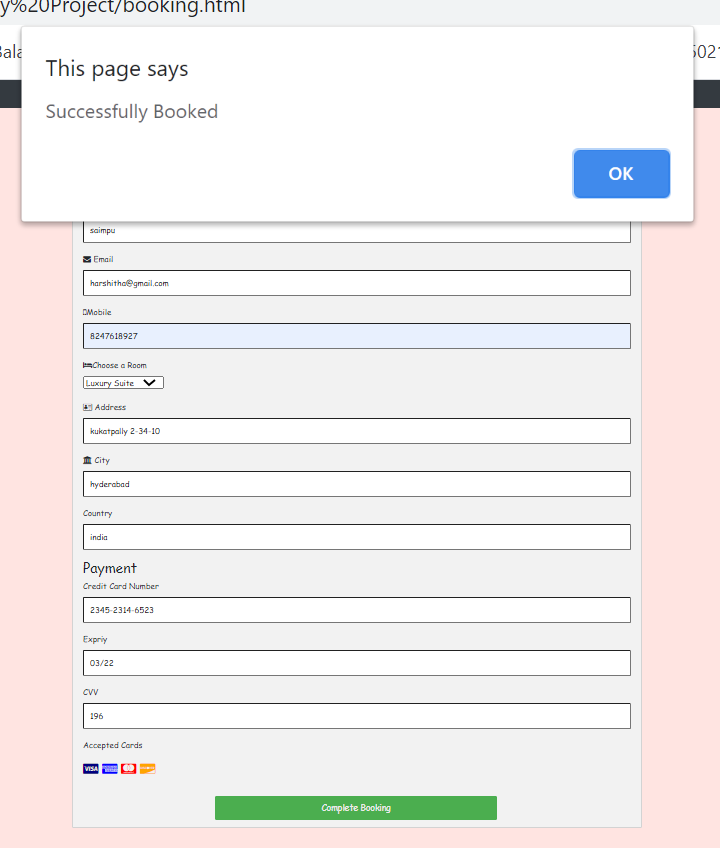 y%20Project/booking.html
This page says
Successfully Booked
OK
saimpu
Email
harshitha@gmail.com
Mobile
8247618927
Choose a Room
Luxury Suite
Address
kukatpally 2-34-10
City
hyderabad
Country
india
Payment
Credit Card Number
2345-2314-6523
Expriy
03/22
CVV
196
Accepted Cards
VISA
Complete Booking